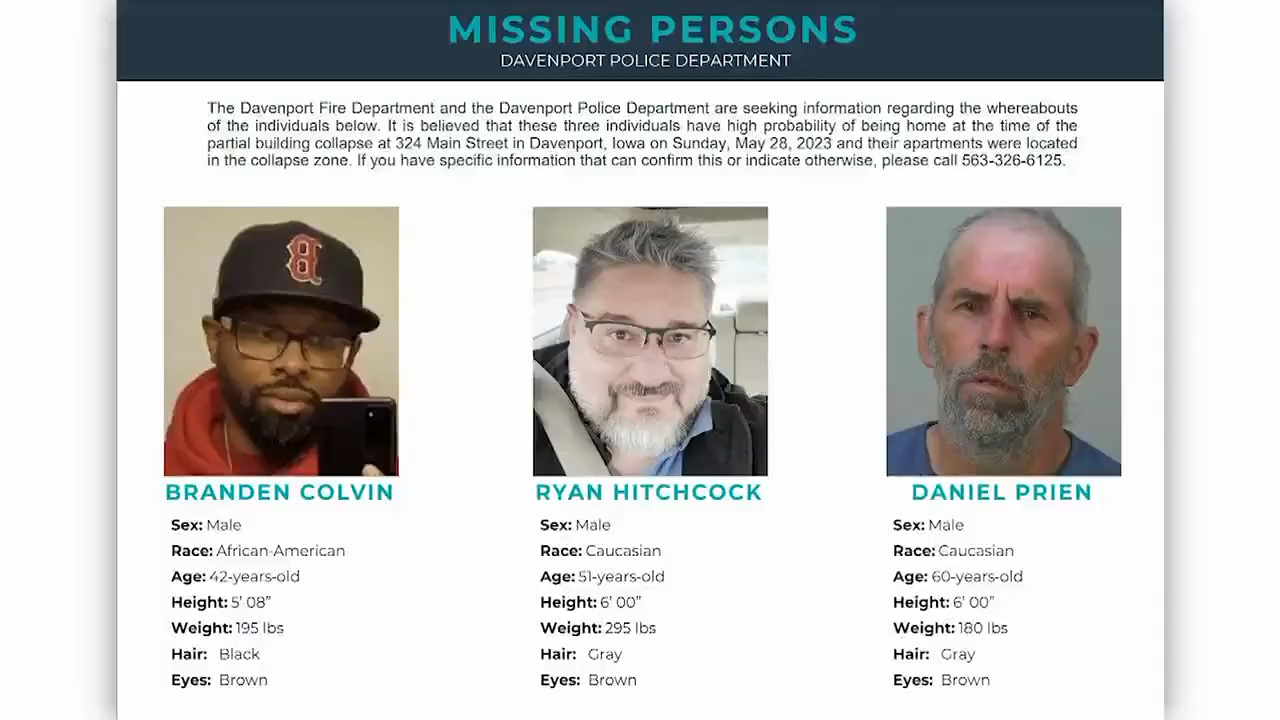 MISSING PERSONS
DAVENPORT POLICE DEPARTMENT
The Davenport Fire Department and the Davenport Police Department are seeking information regarding the whereabouts
of the individuals below. It is believed that these three individuals have high probability of being home at the time of the
partial building collapse at 324 Main Street in Davenport, Iowa on Sunday, May 28, 2023 and their apartments were located
in the collapse zone. If you have specific information that can confirm this or indicate otherwise, please call 563-326-6125.
B
BRANDEN COLVIN
Sex: Male
Race: African-American
Age: 42-years-old
Height: 5' 08"
Weight: 195 lbs
Hair: Black
Eyes: Brown
RYAN HITCHCOCK
Sex: Male
Race: Caucasian
Age: 51-years-old
Height: 6' 00"
Weight: 295 lbs
Hair: Gray
Eyes: Brown
DANIEL PRIEN
Sex: Male
Race: Caucasian
Age: 60-years-old
Height: 6' 00"
Weight: 180 lbs
Hair: Gray
Eyes: Brown